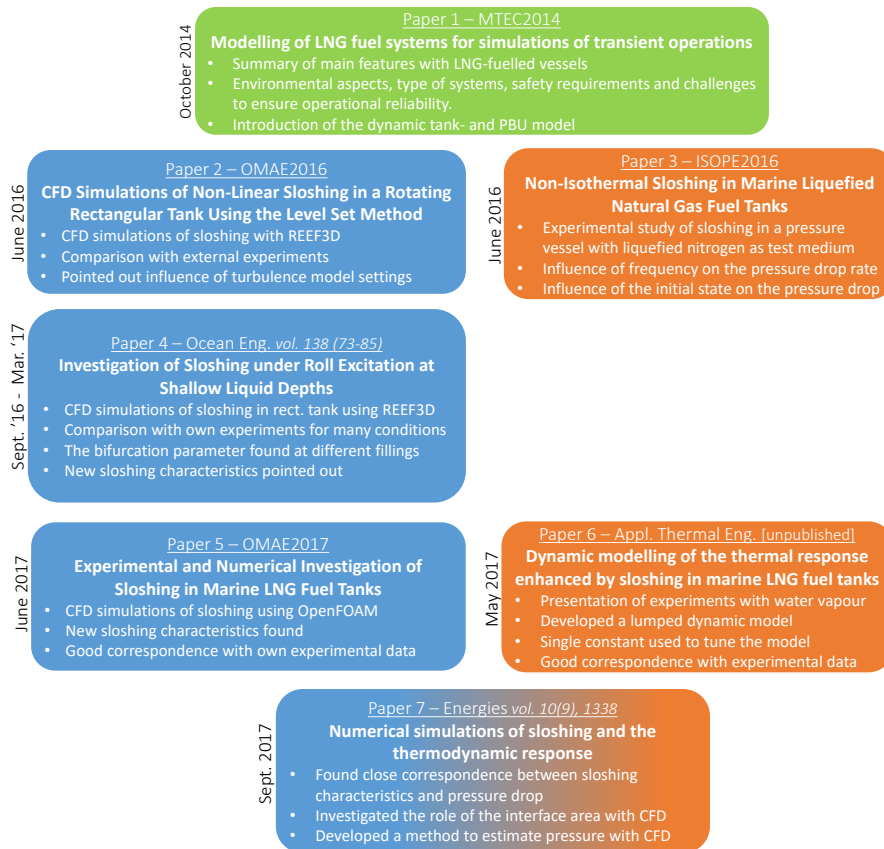 October 2014
Paper 1 – MTEC2014
Modelling of LNG fuel systems for simulations of transient operations
• Summary of main features with LNG-fuelled vessels
• Environmental aspects, type of systems, safety requirements and challenges
to ensure operational reliability.
• Introduction of the dynamic tank- and PBU model
June 2016
Paper 2 – OMAE2016
CFD Simulations of Non-Linear Sloshing in a Rotating
Rectangular Tank Using the Level Set Method
• CFD simulations of sloshing with REEF3D
• Comparison with external experiments
• Pointed out influence of turbulence model settings
June 2016
Paper 3 – ISOPE2016
Non-Isothermal Sloshing in Marine Liquefied
Natural Gas Fuel Tanks
• Experimental study of sloshing in a pressure
vessel with liquefied nitrogen as test medium
• Influence of frequency on the pressure drop rate
• Influence of the initial state on the pressure drop
Sept. '16 - Mar. '17
Paper 4 – Ocean Eng. vol. 138 (73-85)
Investigation of Sloshing under Roll Excitation at
Shallow Liquid Depths
• CFD simulations of sloshing in rect. tank using REEF3D
• Comparison with own experiments for many conditions
• The bifurcation parameter found at different fillings
• New sloshing characteristics pointed out
June 2017
Paper 5 – OMAE2017
Experimental and Numerical Investigation of
Sloshing in Marine LNG Fuel Tanks
• CFD simulations of sloshing using OpenFOAM
• New sloshing characteristics found
• Good correspondence with own experimental data
May 2017
Paper 6 – Appl. Thermal Eng. [unpublished]
Dynamic modelling of the thermal response
enhanced by sloshing in marine LNG fuel tanks
• Presentation of experiments with water vapour
• Developed a lumped dynamic model
• Single constant used to tune the model
• Good correspondence with experimental data
Sept. 2017
Paper 7 – Energies vol. 10(9), 1338
Numerical simulations of sloshing and the
thermodynamic response
• Found close correspondence between sloshing
characteristics and pressure drop
• Investigated the role of the interface area with CFD
• Developed a method to estimate pressure with CFD